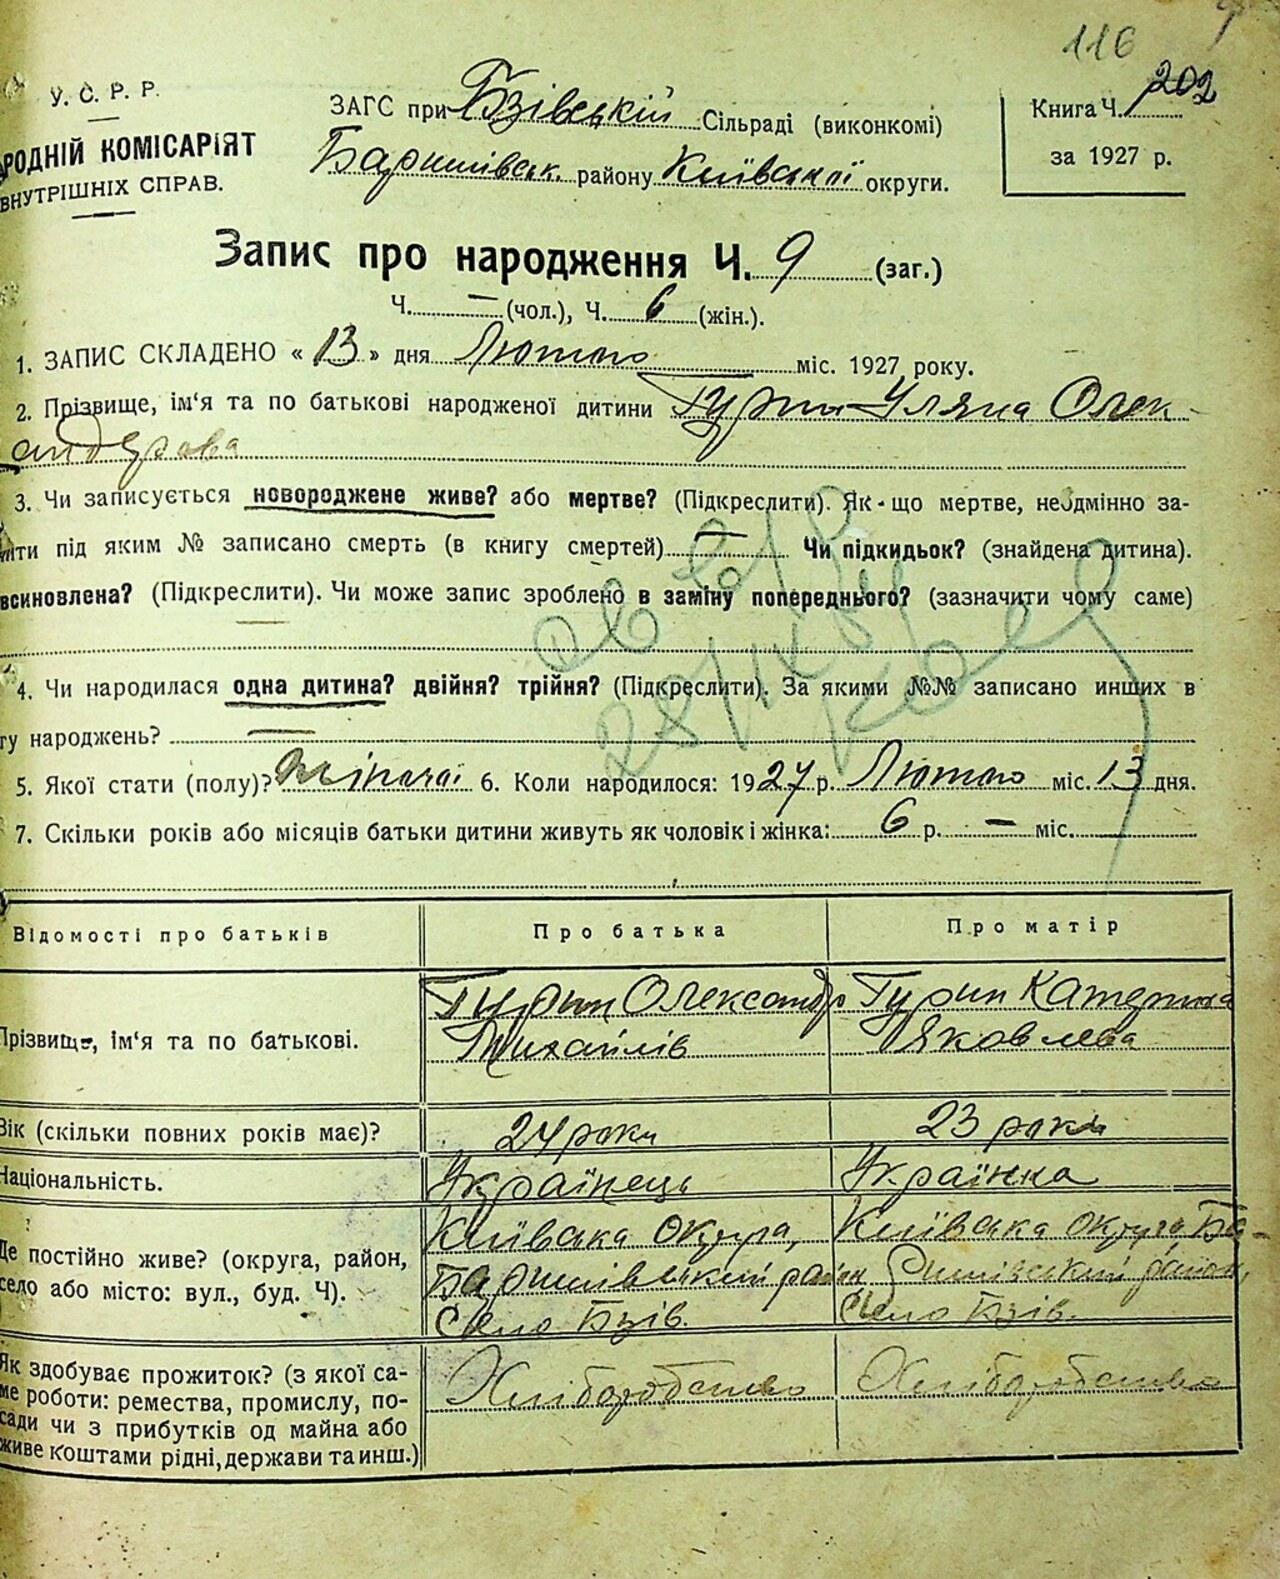 116
У. С. Р. Р.
РОДНІЙ КОМІСАРІЯТ
ВНУТРІШНІХ СПРАВ.
ЗАГС при Бзівській Сільраді (виконкомі)
Баришівськ. району Київської округи.
Книга Ч. 202
за 1927 р.
Запис про народження Ч. 9 (заг.)
Ч. — (чол.), Ч. 6 (жін.).
1. ЗАПИС СКЛАДЕНО « 13 » дня Лютого міс. 1927 року.
2. Прізвище, ім'я та по батькові народженої дитини Гурин Уляна Олек-
сандрова
3. Чи записується новороджене живе? або мертве? (Підкреслити). Як-що мертве, неодмінно за-
ти під яким № записано смерть (в книгу смертей) — Чи підкидьок? (знайдена дитина).
всиновлена? (Підкреслити). Чи може запис зроблено в заміну попереднього? (зазначити чому саме)
—
4. Чи народилася одна дитина? двійня? трійня? (Підкреслити). За якими №№ записано инших в
гу народжень? —
5. Якої стати (полу)? жіночої 6. Коли народилося: 1927 р. Лютого міс. 13 дня.
7. Скільки років або місяців батьки дитини живуть як чоловік і жінка: 6 р. — міс.
Відомості про батьків Про батька Про матір
Прізвище, ім'я та по батькові. Гурин Олександр Гурин Катерина
Михайлів Яковлева
Вік (скільки повних років має)? 24 роки 23 роки
Національність. Українець Українка
Де постійно живе? (округа, район, село або місто: вул., буд. Ч). Київська округа, Київська округа Ба-
Баришівський район ришівський район,
Село Бзів. Село Бзів.
Як здобуває прожиток? (з якої са-
ме роботи: ремества, промислу, по-
сади чи з прибутків од майна або
живе коштами рідні, держави та инш.) Хліборобство Хліборобство